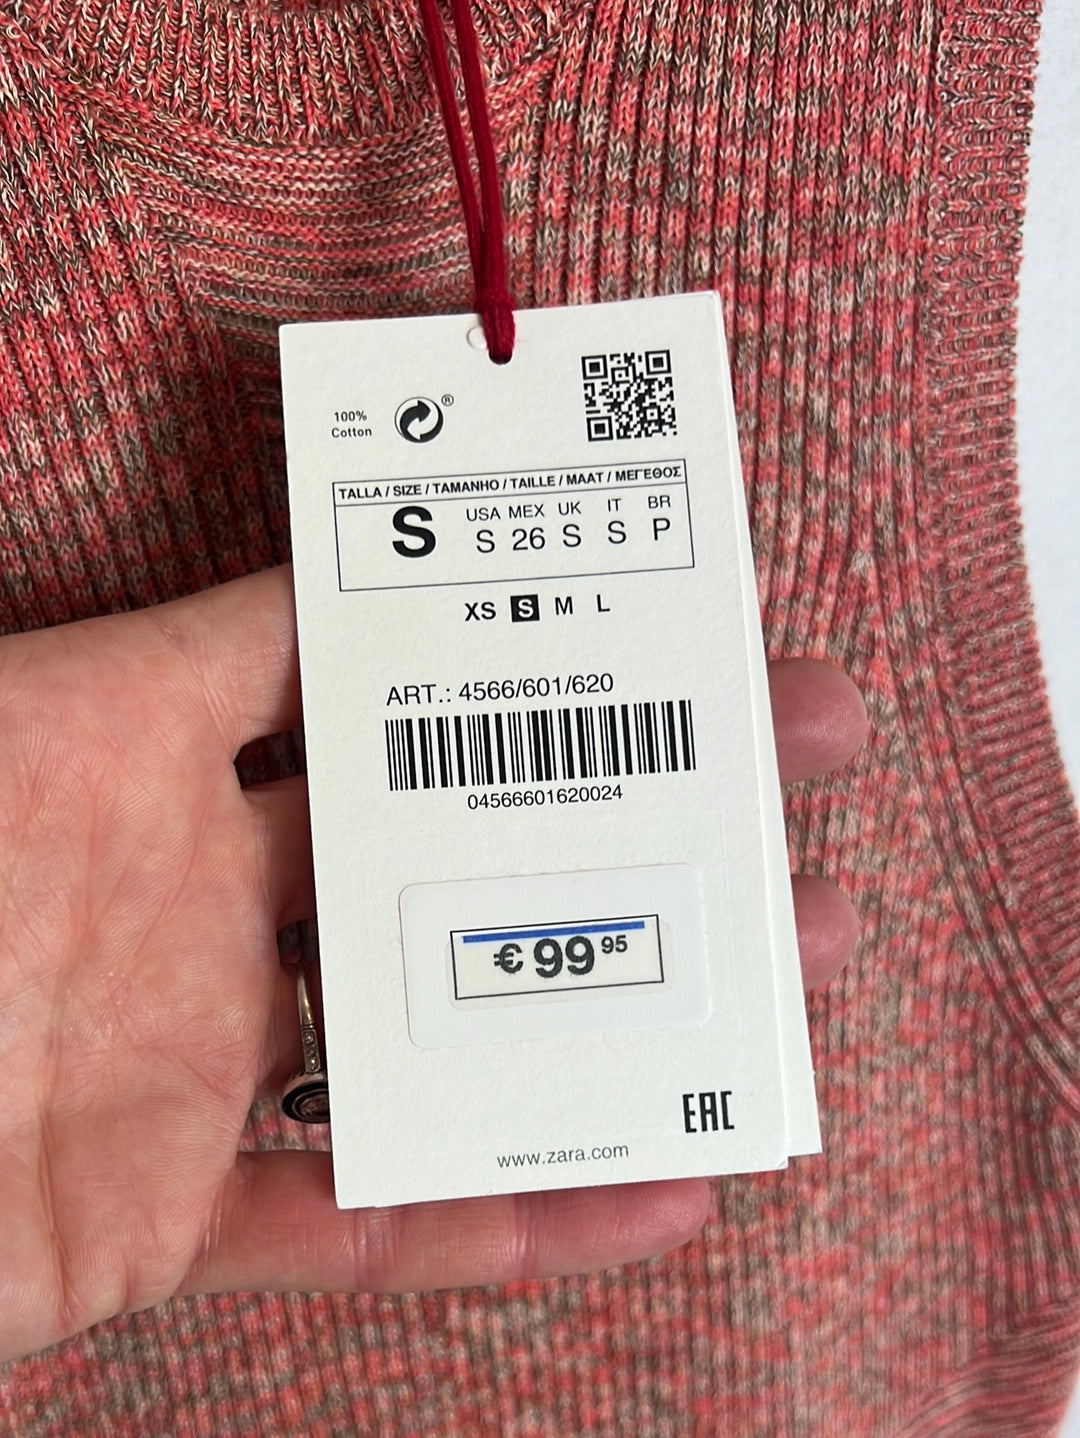 100%
Cotton
®
TALLA / SIZE / TAMANHO / TAILLE / MAAT / ΜΕΓΕΘΟΣ
S
USA MEX UK IT BR
S 26 S S P
XS S M L
ART.: 4566/601/620
04566601620024
€ 99 95
EAC
www.zara.com